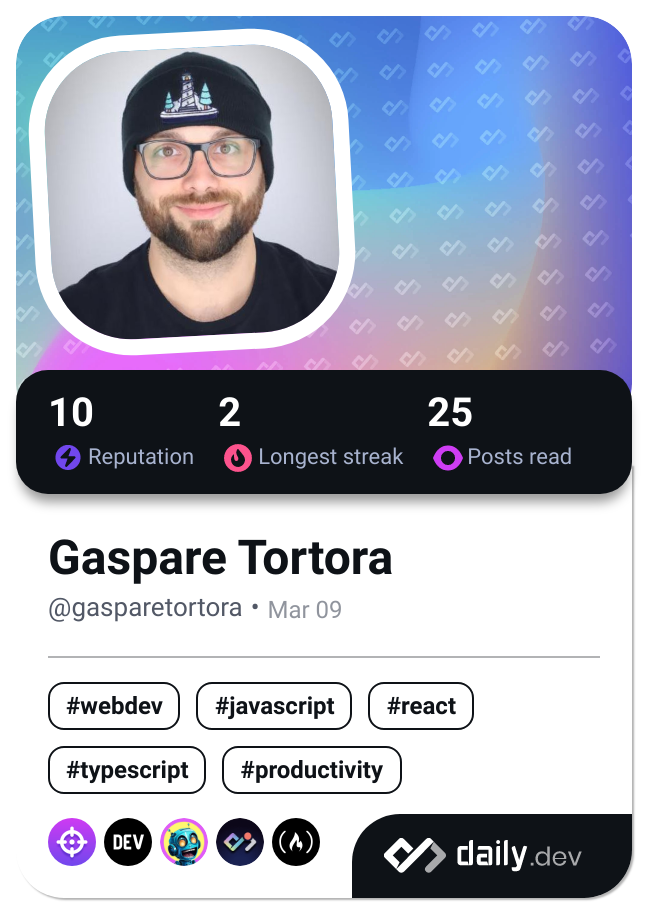 10 2 25
Reputation Longest streak Posts read
Gaspare Tortora
@gasparetortora • Mar 09
#webdev #javascript #react
#typescript #productivity
DEV
daily.dev